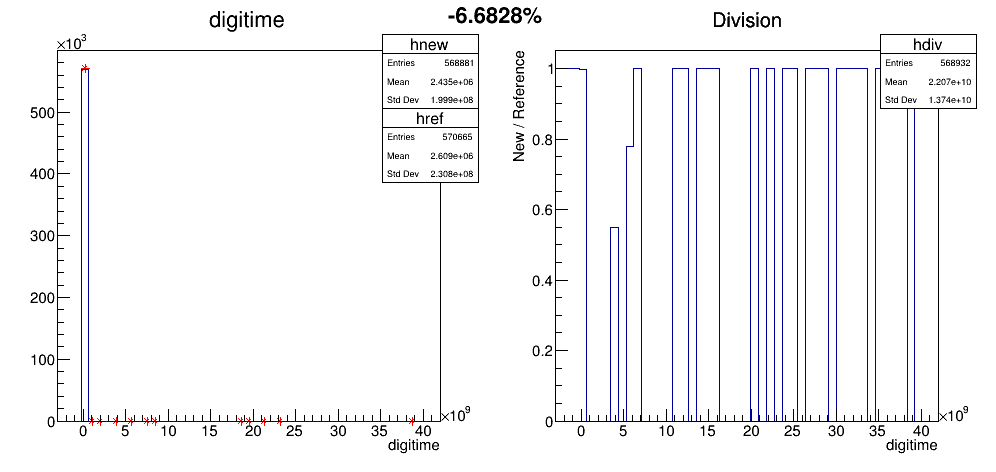 -6.6828%
digitime
×10³
hnew
Entries 568881
Mean 2.435e+06
Std Dev 1.999e+08
href
Entries 570665
Mean 2.609e+06
Std Dev 2.308e+08
500
400
300
200
100
0
0 5 10 15 20 25 30 35 40
×10⁹
digitime
Division
hdiv
Entries 568932
Mean 2.207e+10
Std Dev 1.374e+10
New / Reference
1
0.8
0.6
0.4
0.2
0
0 5 10 15 20 25 30 35 40
×10⁹
digitime